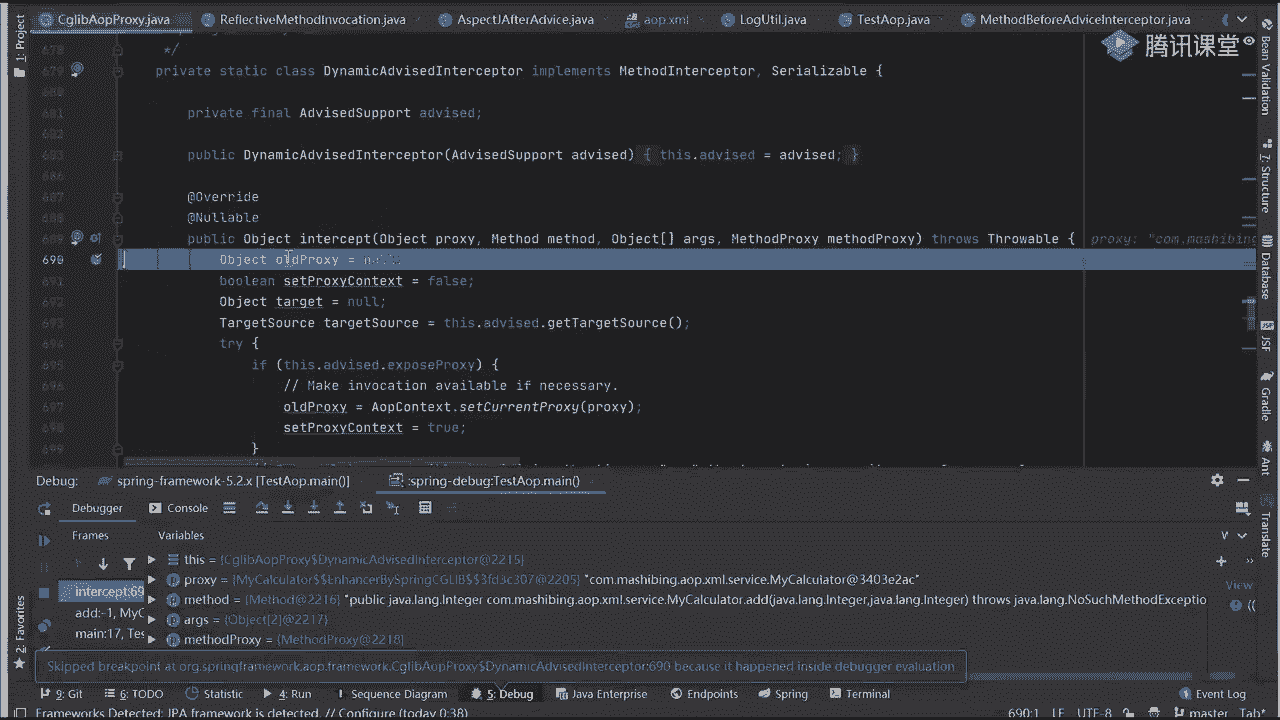 CglibAopProxy.java
ReflectiveMethodInvocation.java
AspectJAfterAdvice.java
aop.xml
LogUtil.java
TestAop.java
MethodBeforeAdviceInterceptor.java
腾讯课堂
1: Project
678 */
679 private static class DynamicAdvisedInterceptor implements MethodInterceptor, Serializable {
680
681 private final AdvisedSupport advised;
682
683 public DynamicAdvisedInterceptor(AdvisedSupport advised) { this.advised = advised; }
686
687 @Override
688 @Nullable
689 public Object intercept(Object proxy, Method method, Object[] args, MethodProxy methodProxy) throws Throwable { proxy: "com.mashibing
690 Object oldProxy = null;
691 boolean setProxyContext = false;
692 Object target = null;
693 TargetSource targetSource = this.advised.getTargetSource();
694 try {
695 if (this.advised.exposeProxy) {
696 // Make invocation available if necessary.
697 oldProxy = AopContext.setCurrentProxy(proxy);
698 setProxyContext = true;
699 }
Bean Validation
7: Structure
Database
JSF
Gradle
Ant
Translate
2: Favorites
Debug:
spring-framework-5.2.x [TestAop.main()]
:spring-debug:TestAop.main()
Debugger
Console
Frames
Variables
intercept:69
add:-1, MyC
main:17, Tes
this = {CglibAopProxy$DynamicAdvisedInterceptor@2215}
proxy = {MyCalculator$$EnhancerBySpringCGLIB$$3fd3c307@2205} "com.mashibing.aop.xml.service.MyCalculator@3403e2ac"
method = {Method@2216} "public java.lang.Integer com.mashibing.aop.xml.service.MyCalculator.add(java.lang.Integer,java.lang.Integer) throws java.lang.NoSuchMethodExceptio
args = {Object[2]@2217}
methodProxy = {MethodProxy@2218}
View
Skipped breakpoint at org.springframework.aop.framework.CglibAopProxy$DynamicAdvisedInterceptor:690 because it happened inside debugger evaluation
9: Git
6: TODO
Statistic
4: Run
Sequence Diagram
5: Debug
Java Enterprise
Endpoints
Spring
Terminal
Event Log
Frameworks Detected: JPA framework is detected. // Configure (today 0:38)
690:1
LF
UTF-8
master
Tab*